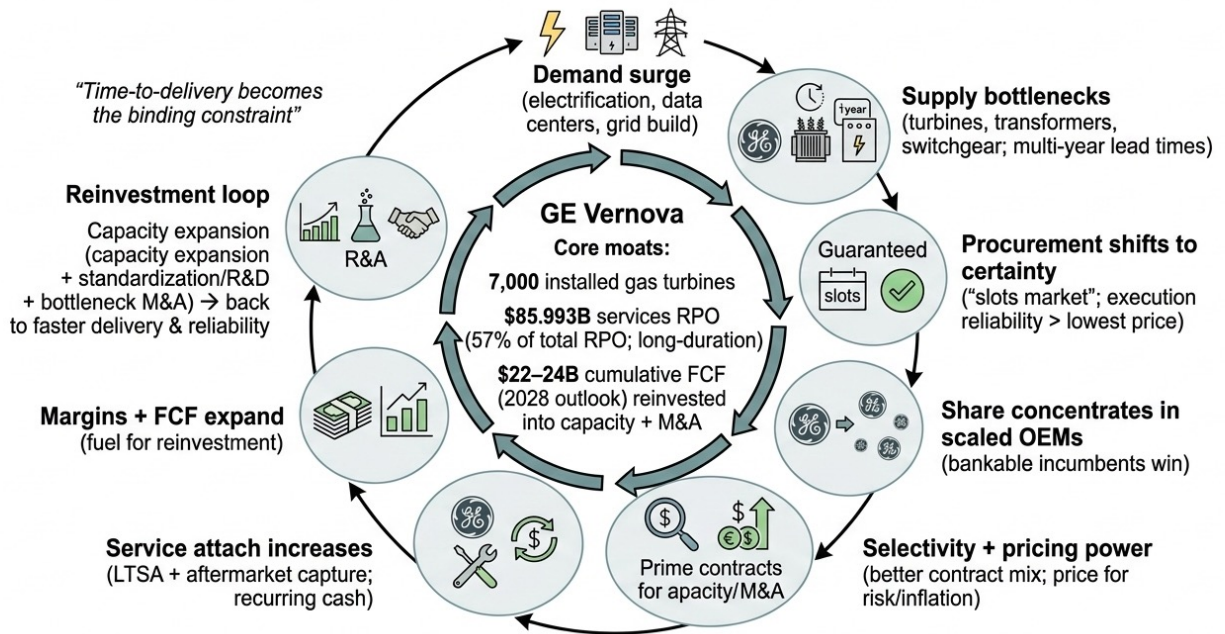 Demand surge
(electrification, data
centers, grid build)
"Time-to-delivery becomes
the binding constraint"
1year
Supply bottlenecks
(turbines, transformers,
switchgear; multi-year lead times)
Guaranteed
slots
Procurement shifts to
certainty
("slots market"; execution
reliability > lowest price)
Share concentrates in
scaled OEMs
(bankable incumbents win)
Selectivity + pricing power
(better contract mix; price for
risk/inflation)
$
$
€ $
Prime contracts
for apacity/M&A
$
Service attach increases
(LTSA + aftermarket capture;
recurring cash)
Margins + FCF expand
(fuel for reinvestment)
Reinvestment loop
Capacity expansion
(capacity expansion
+ standardization/R&D
+ bottleneck M&A) → back
to faster delivery & reliability
R&A
GE Vernova
Core moats:
7,000 installed gas turbines
$85.993B services RPO
(57% of total RPO; long-duration)
$22–24B cumulative FCF
(2028 outlook) reinvested
into capacity + M&A